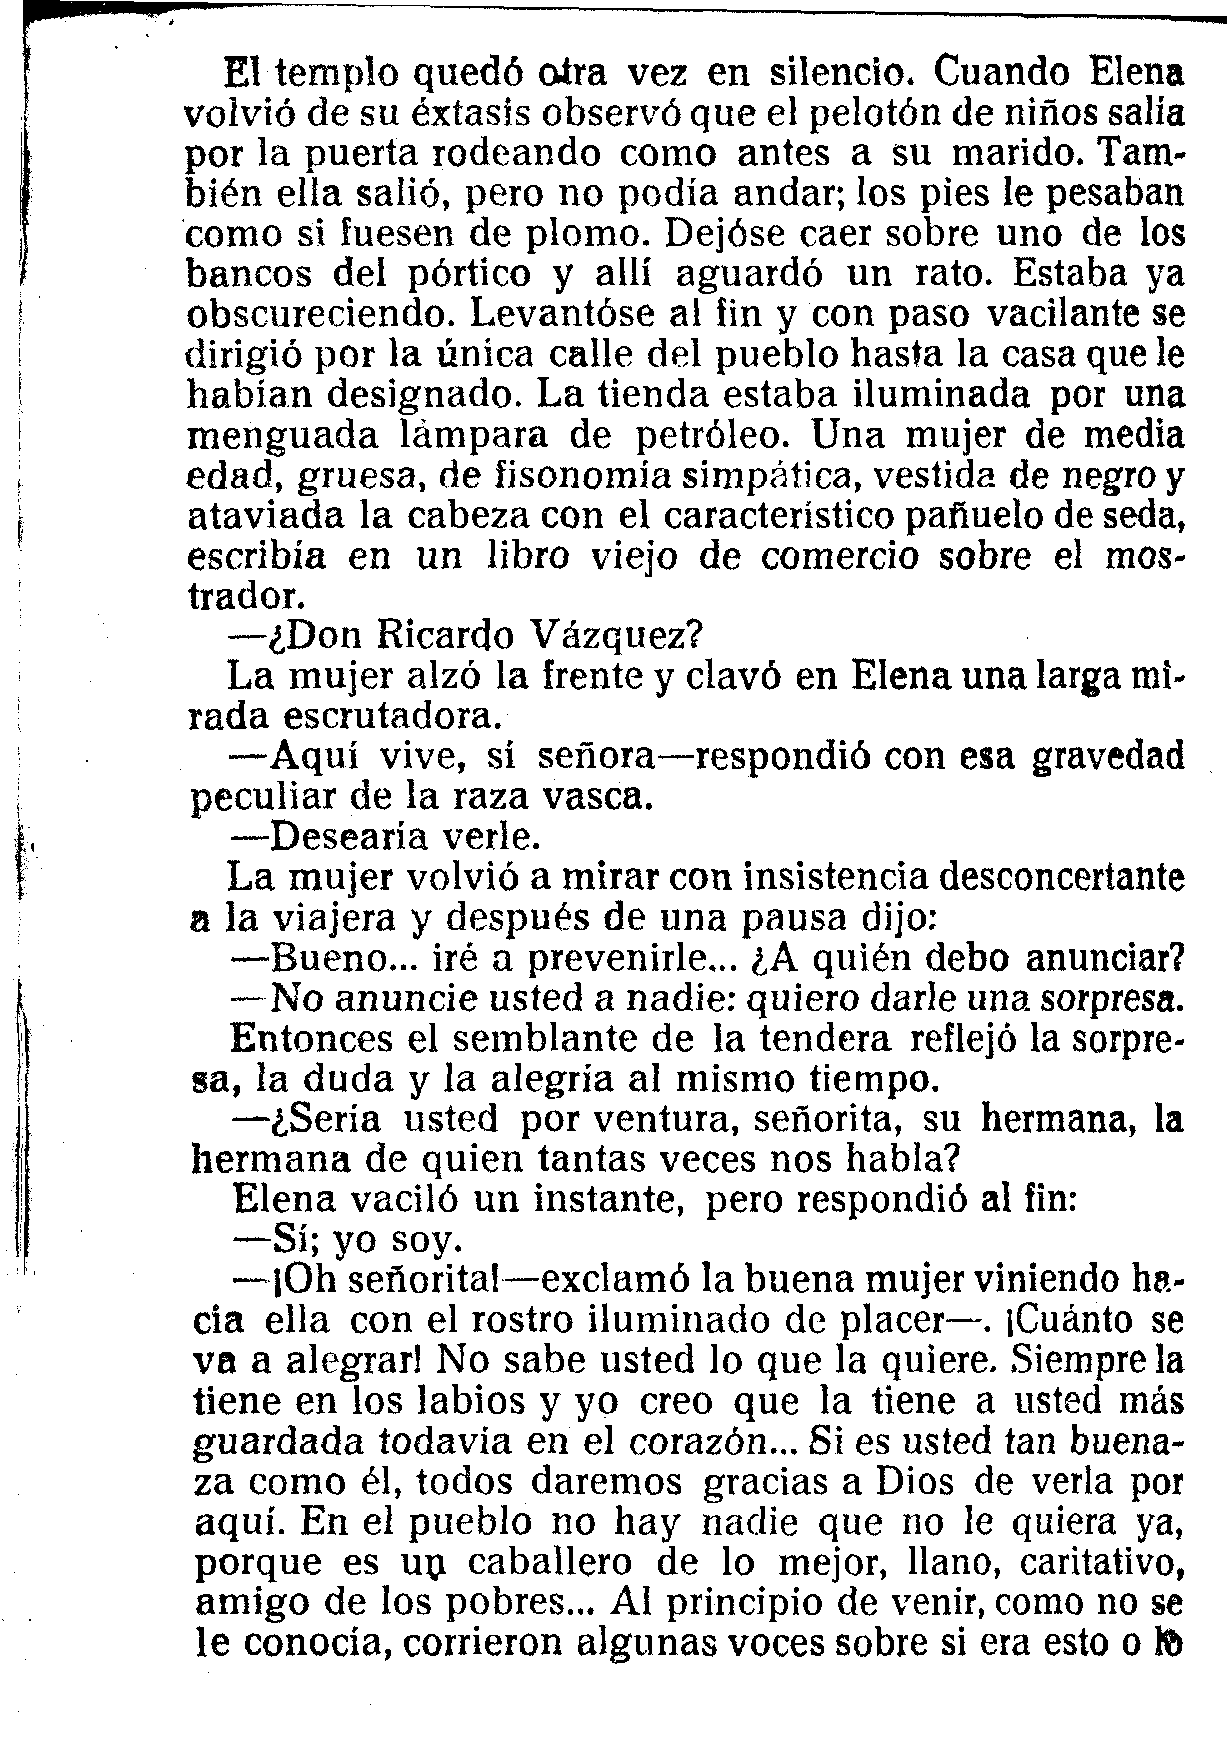 El templo quedó otra vez en silencio. Cuando Elena
volvió de su éxtasis observó que el pelotón de niños salía
por la puerta rodeando como antes a su marido. Tam-
bién ella salió, pero no podía andar; los pies le pesaban
como si fuesen de plomo. Dejóse caer sobre uno de los
bancos del pórtico y allí aguardó un rato. Estaba ya
obscureciendo. Levantóse al fin y con paso vacilante se
dirigió por la única calle del pueblo hasta la casa que le
habían designado. La tienda estaba iluminada por una
menguada làmpara de petróleo. Una mujer de media
edad, gruesa, de fisonomía simpática, vestida de negro y
ataviada la cabeza con el característico pañuelo de seda,
escribía en un libro viejo de comercio sobre el mos-
trador.
—¿Don Ricardo Vázquez?
La mujer alzó la frente y clavó en Elena una larga mi-
rada escrutadora.
—Aquí vive, sí señora—respondió con esa gravedad
peculiar de la raza vasca.
—Desearía verle.
La mujer volvió a mirar con insistencia desconcertante
a la viajera y después de una pausa dijo:
—Bueno... iré a prevenirle... ¿A quién debo anunciar?
—No anuncie usted a nadie: quiero darle una sorpresa.
Entonces el semblante de la tendera reflejó la sorpre-
sa, la duda y la alegría al mismo tiempo.
—¿Sería usted por ventura, señorita, su hermana, la
hermana de quien tantas veces nos habla?
Elena vaciló un instante, pero respondió al fin:
—Sí; yo soy.
—¡Oh señorita!—exclamó la buena mujer viniendo ha-
cia ella con el rostro iluminado de placer—. ¡Cuánto se
va a alegrar! No sabe usted lo que la quiere. Siempre la
tiene en los labios y yo creo que la tiene a usted más
guardada todavía en el corazón... Si es usted tan buena-
za como él, todos daremos gracias a Dios de verla por
aquí. En el pueblo no hay nadie que no le quiera ya,
porque es un caballero de lo mejor, llano, caritativo,
amigo de los pobres... Al principio de venir, como no se
le conocía, corrieron algunas voces sobre si era esto o lo